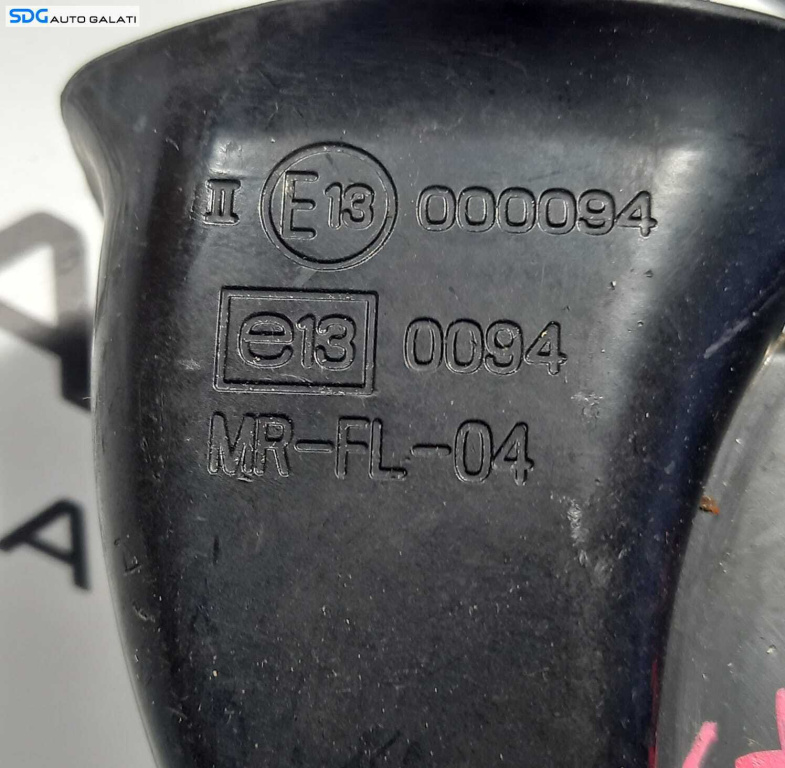 SDG AUTO GALATI
II E13 000094
e13 0094
MR-FL-04
A